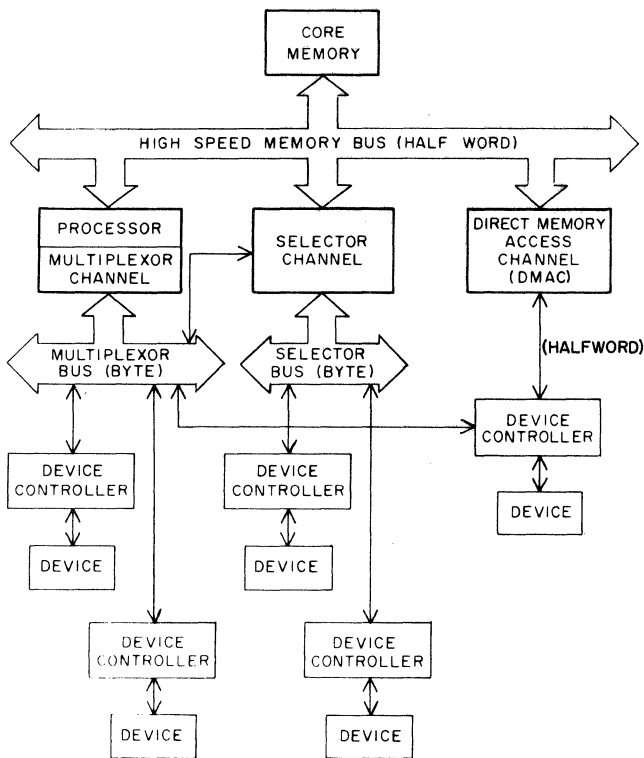 CORE
MEMORY
HIGH SPEED MEMORY BUS (HALF WORD)
PROCESSOR
MULTIPLEXOR
CHANNEL
SELECTOR
CHANNEL
DIRECT MEMORY
ACCESS
CHANNEL
(DMAC)
MULTIPLEXOR
BUS (BYTE)
SELECTOR
BUS (BYTE)
(HALFWORD)
DEVICE
CONTROLLER
DEVICE
DEVICE
CONTROLLER
DEVICE
DEVICE
CONTROLLER
DEVICE
DEVICE
CONTROLLER
DEVICE
DEVICE
CONTROLLER
DEVICE